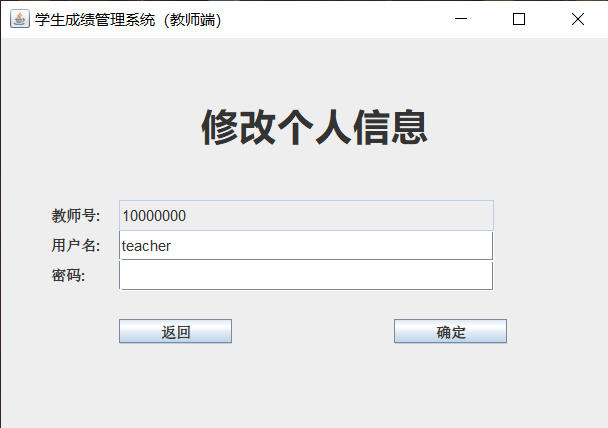 学生成绩管理系统（教师端）
修改个人信息
教师号: 10000000
用户名: teacher
密码:
返回 确定